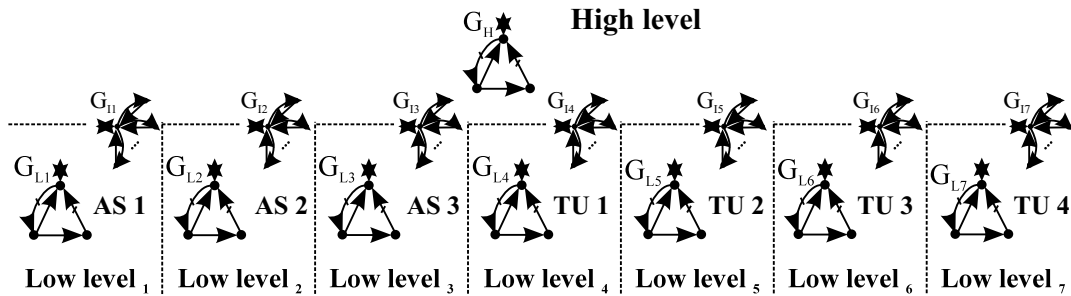 G_H High level
G_I1 G_I2 G_I3 G_I4 G_I5 G_I6 G_I7
G_L1 G_L2 G_L3 G_L4 G_L5 G_L6 G_L7
AS 1 AS 2 AS 3 TU 1 TU 2 TU 3 TU 4
Low level 1 Low level 2 Low level 3 Low level 4 Low level 5 Low level 6 Low level 7